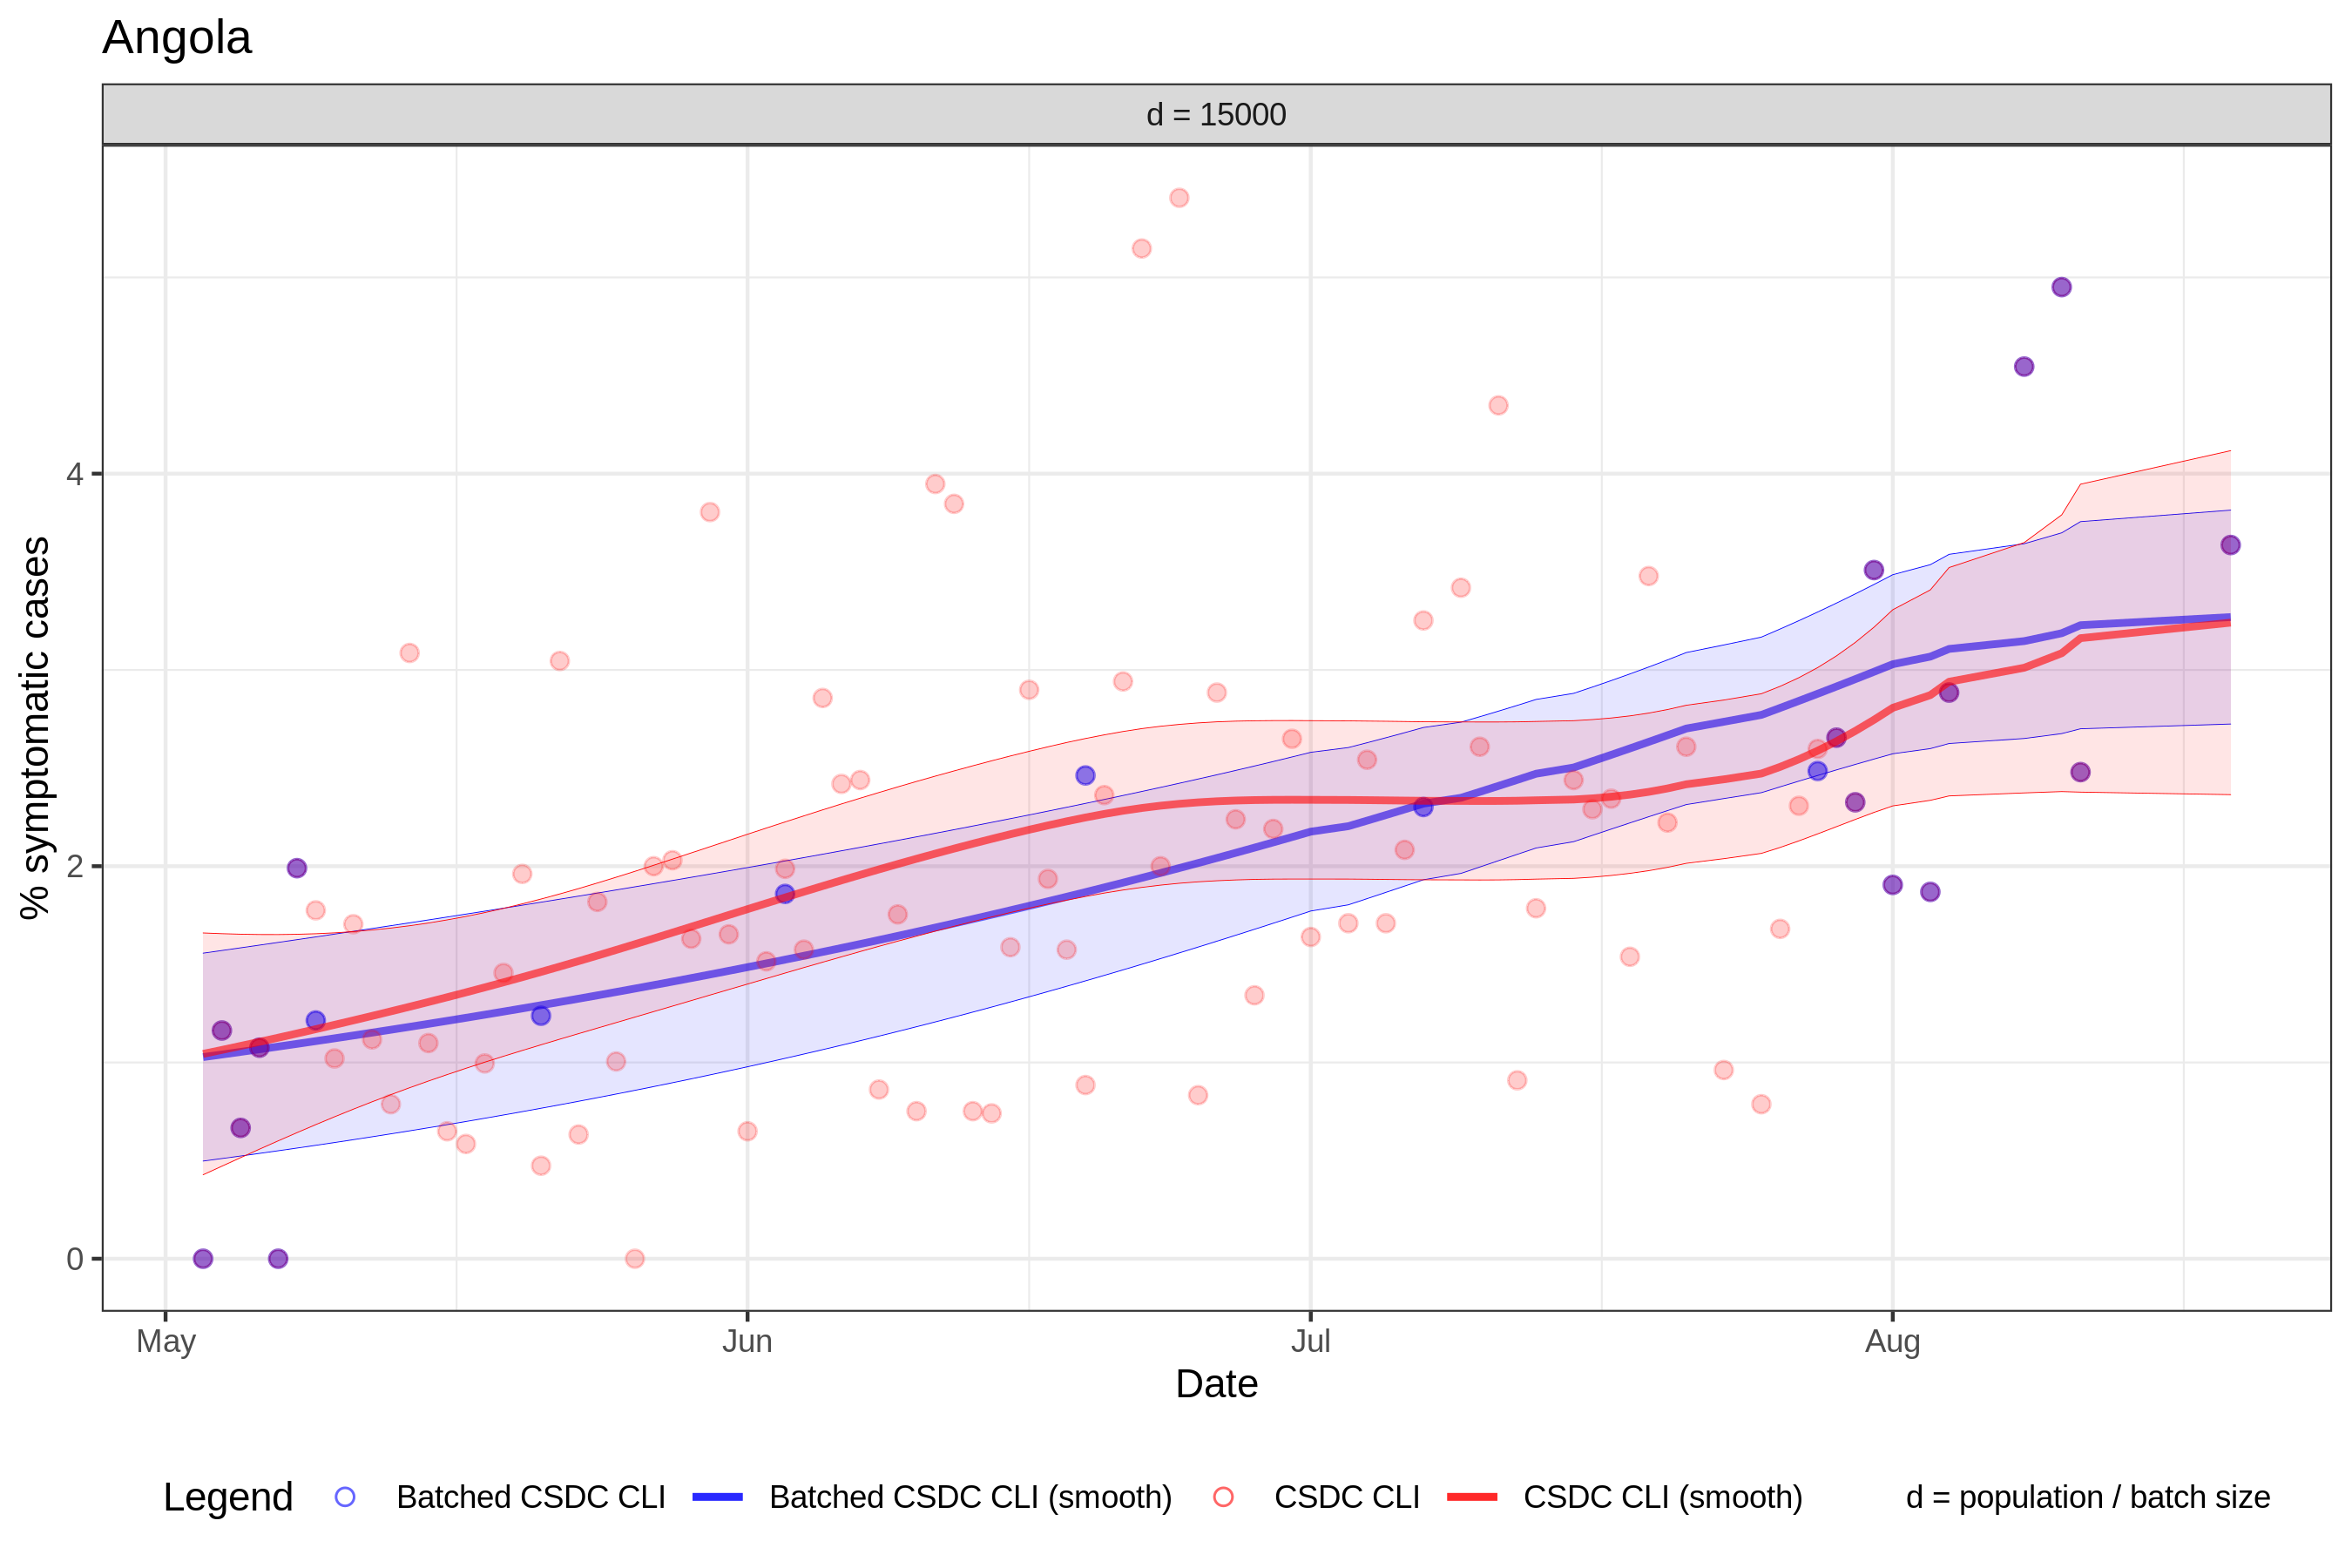 Angola
d = 15000
% symptomatic cases
4
2
0
May Jun Jul Aug
Date
Legend Batched CSDC CLI Batched CSDC CLI (smooth) CSDC CLI CSDC CLI (smooth) d = population / batch size